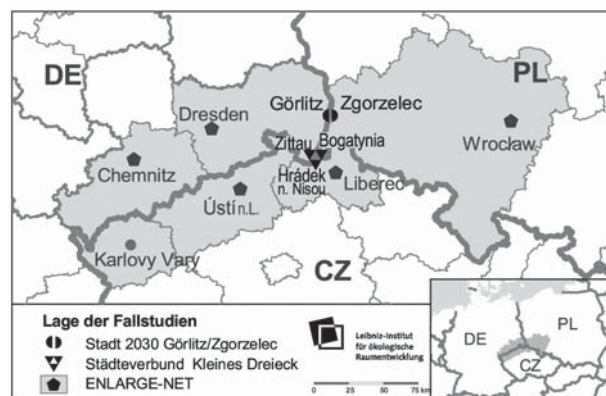 DE
PL
Dresden
Görlitz
Zgorzelec
Zittau
Bogatynia
Wrocław
Chemnitz
Hrádek
n. Nisou
Liberec
Ústí n.L.
Karlovy Vary
CZ
Lage der Fallstudien
Stadt 2030 Görlitz/Zgorzelec
Städteverbund Kleines Dreieck
ENLARGE-NET
Leibniz-Institut
für ökologische
Raumentwicklung
0 25 50 75 km
DE
PL
CZ